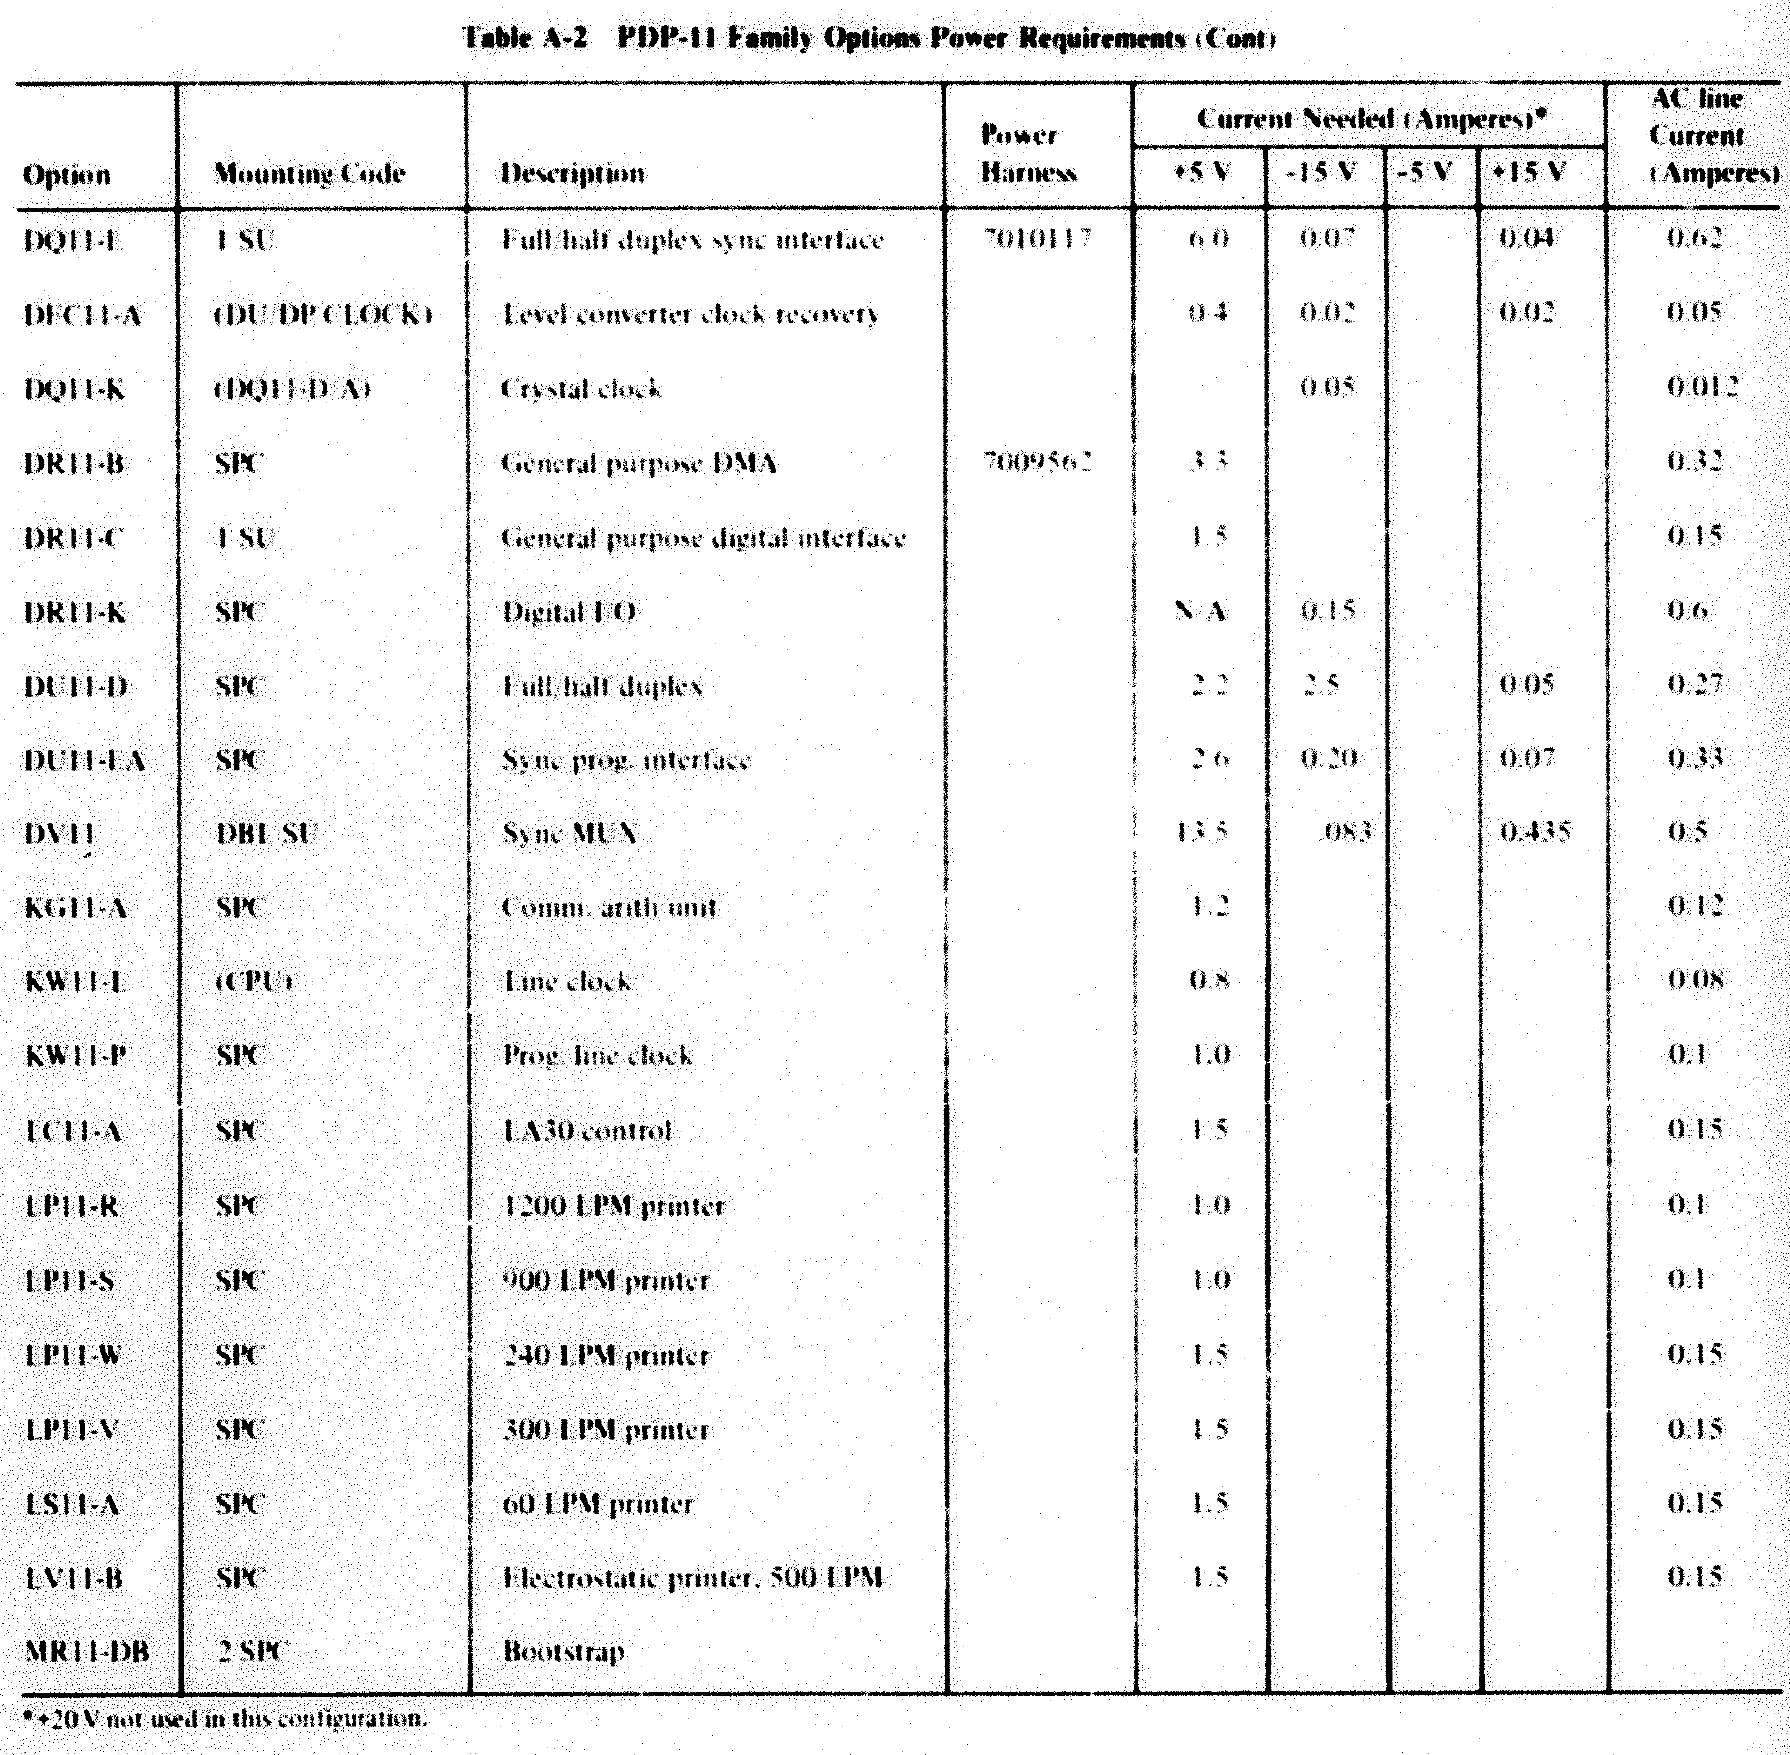 Table A-2 PDP-11 Family Options Power Requirements (Cont)
Option Mounting Code Description Power Harness Current Needed (Amperes)* AC line Current (Amperes)
+5 V -15 V -5 V +15 V
DQ11-E 1 SU Full/half duplex sync interface 7010117 6.0 0.07 0.04 0.62
DFC11-A (DU/DP CLOCK) Level converter clock recovery 0.4 0.02 0.02 0.05
DQ11-K (DQ11-D/A) Crystal clock 0.05 0.012
DR11-B SPC General purpose DMA 7009562 3.3 0.32
DR11-C 1 SU General purpose digital interface 1.5 0.15
DR11-K SPC Digital I/O N/A 0.15 0.6
DU11-D SPC Full/half duplex 2.2 2.5 0.05 0.27
DU11-EA SPC Sync prog. interface 2.6 0.20 0.07 0.33
DV11 DBL SU Sync MUX 13.5 .083 0.435 0.5
KG11-A SPC Comm. arith unit 1.2 0.12
KW11-L (CPU) Line clock 0.8 0.08
KW11-P SPC Prog. line clock 1.0 0.1
LC11-A SPC LA30 control 1.5 0.15
LP11-R SPC 1200 LPM printer 1.0 0.1
LP11-S SPC 900 LPM printer 1.0 0.1
LP11-W SPC 240 LPM printer 1.5 0.15
LP11-V SPC 300 LPM printer 1.5 0.15
LS11-A SPC 60 LPM printer 1.5 0.15
LV11-B SPC Electrostatic printer, 500 LPM 1.5 0.15
MR11-DB 2 SPC Bootstrap
*+20 V not used in this configuration.